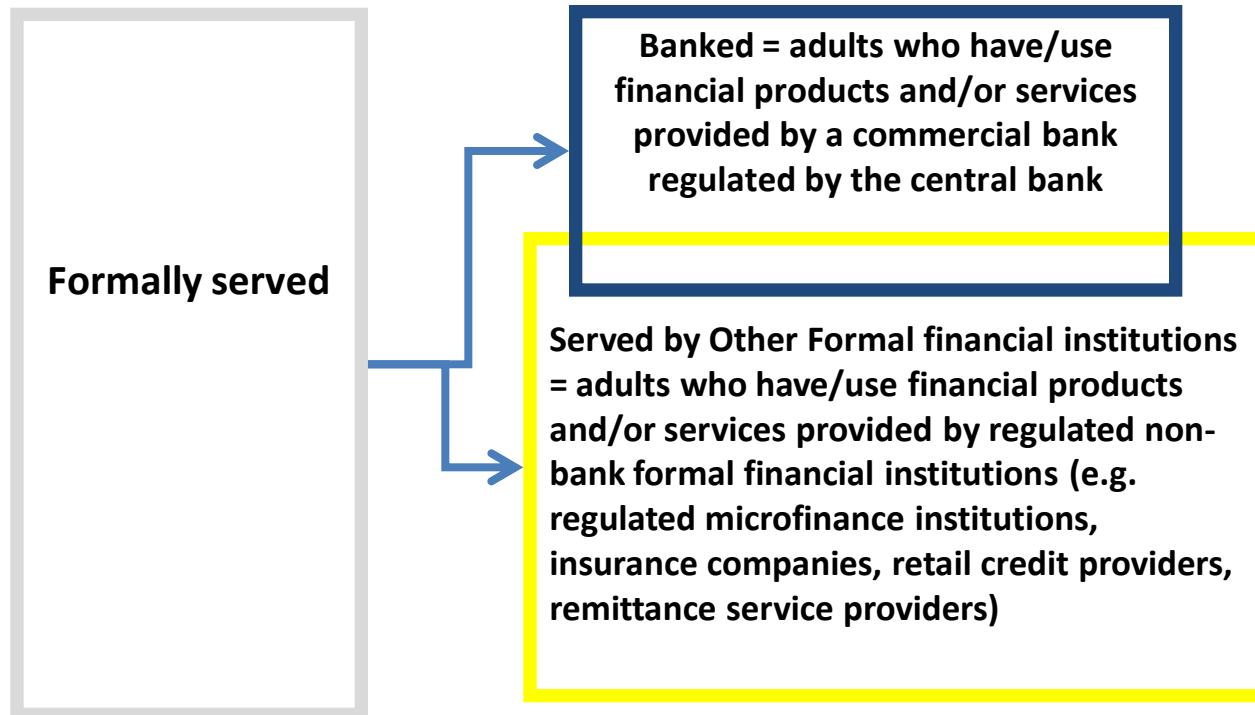 Formally served
Banked = adults who have/use
financial products and/or services
provided by a commercial bank
regulated by the central bank
Served by Other Formal financial institutions
= adults who have/use financial products
and/or services provided by regulated non-
bank formal financial institutions (e.g.
regulated microfinance institutions,
insurance companies, retail credit providers,
remittance service providers)